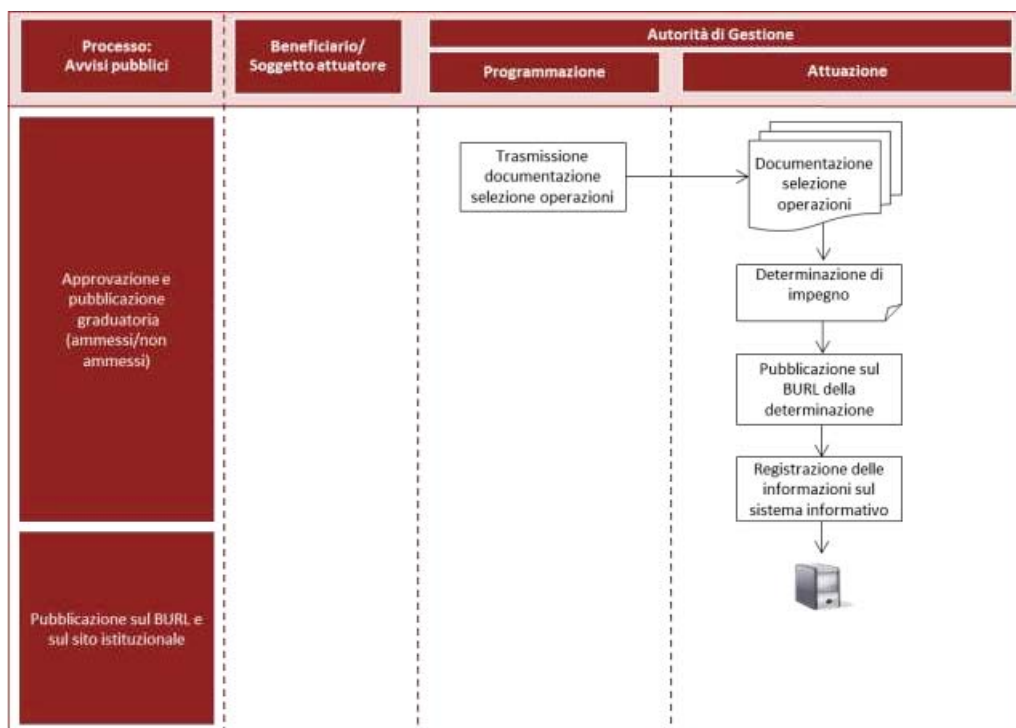 Processo:
Avvisi pubblici
Beneficiario/
Soggetto attuatore
Autorità di Gestione
Programmazione
Attuazione
Trasmissione
documentazione
selezione operazioni
Documentazione
selezione
operazioni
Approvazione e
pubblicazione
graduatoria
(ammessi/non
ammessi)
Determinazione di
impegno
Pubblicazione sul
BURL della
determinazione
Registrazione delle
informazioni sul
sistema informativo
Pubblicazione sul BURL e
sul sito istituzionale